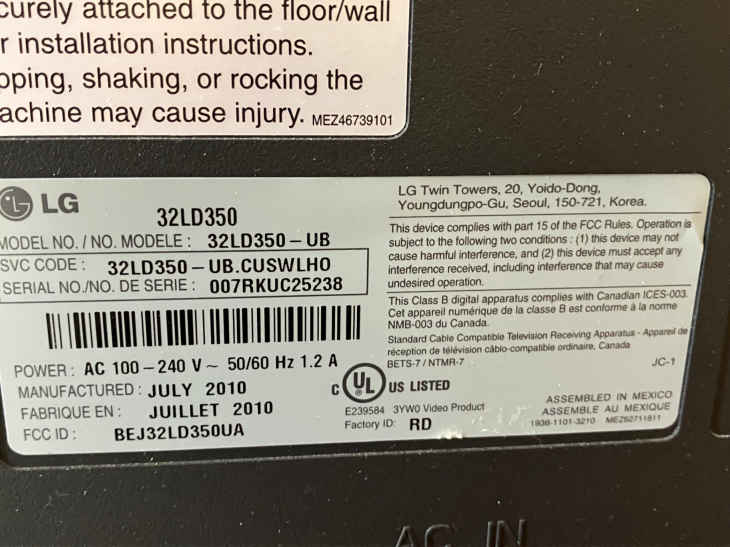 curely attached to the floor/wall
r installation instructions.
pping, shaking, or rocking the
achine may cause injury. MEZ46739101
LG
32LD350
MODEL NO. / NO. MODELE : 32LD350-UB
SVC CODE : 32LD350-UB.CUSWLHO
SERIAL NO./NO. DE SERIE : 007RKUC25238
POWER : AC 100-240 V~ 50/60 Hz 1.2 A
MANUFACTURED : JULY 2010
FABRIQUE EN : JUILLET 2010
FCC ID : BEJ32LD350UA
LG Twin Towers, 20, Yoido-Dong,
Youngdungpo-Gu, Seoul, 150-721, Korea.
This device complies with part 15 of the FCC Rules. Operation is
subject to the following two conditions : (1) this device may not
cause harmful interference, and (2) this device must accept any
interference received, including interference that may cause
undesired operation.
This Class B digital apparatus complies with Canadian ICES-003.
Cet appareil numérique de la classe B est conforme à la norme
NMB-003 du Canada.
Standard Cable Compatible Television Receiving Apparatus - Appareil de
réception de télévision câblo-compatible ordinaire, Canada
BETS-7 / NTMR-7 JC-1
C UL US LISTED
E239584 3YW0 Video Product
Factory ID: RD
ASSEMBLED IN MEXICO
ASSEMBLE AU MEXIQUE
1938-1101-3210 MEZ62711811
AC IN